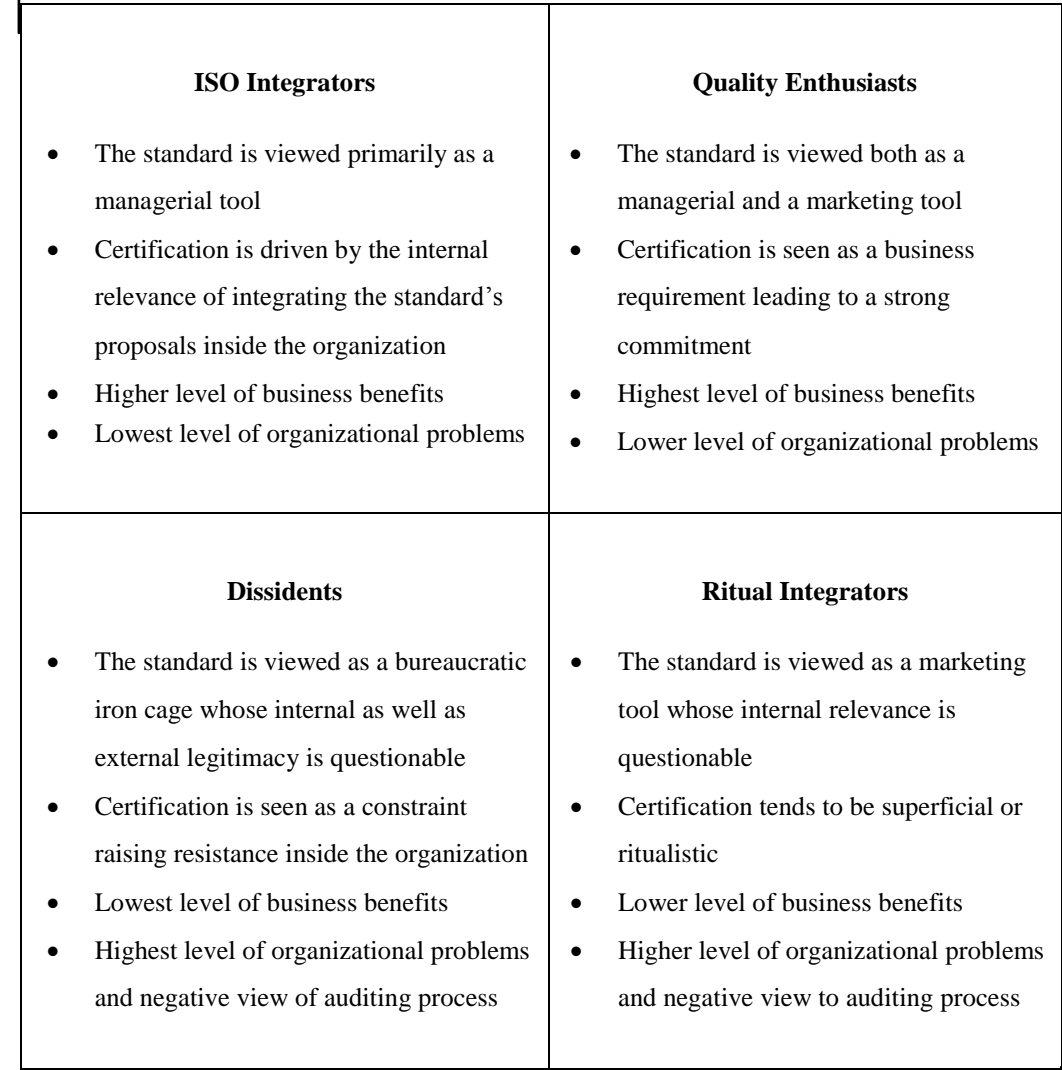 ISO Integrators
• The standard is viewed primarily as a
managerial tool
• Certification is driven by the internal
relevance of integrating the standard’s
proposals inside the organization
• Higher level of business benefits
• Lowest level of organizational problems
Quality Enthusiasts
• The standard is viewed both as a
managerial and a marketing tool
• Certification is seen as a business
requirement leading to a strong
commitment
• Highest level of business benefits
• Lower level of organizational problems
Dissidents
• The standard is viewed as a bureaucratic
iron cage whose internal as well as
external legitimacy is questionable
• Certification is seen as a constraint
raising resistance inside the organization
• Lowest level of business benefits
• Highest level of organizational problems
and negative view of auditing process
Ritual Integrators
• The standard is viewed as a marketing
tool whose internal relevance is
questionable
• Certification tends to be superficial or
ritualistic
• Lower level of business benefits
• Higher level of organizational problems
and negative view to auditing process